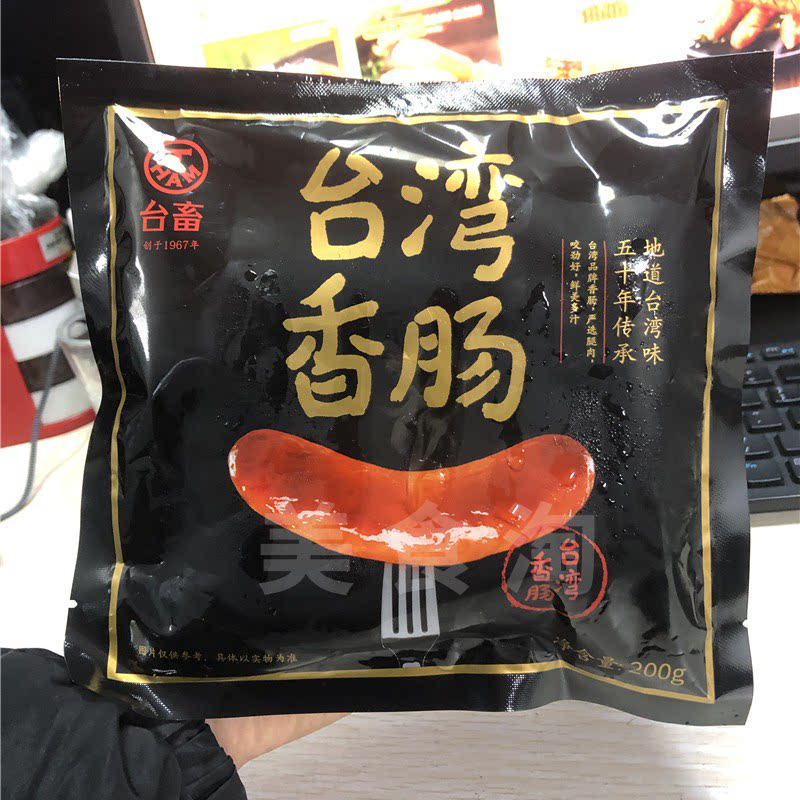 T
HAM
台畜
创于1967年
台湾
香肠
地道台湾味
五十年传承
台湾品牌香肠，严选腿肉，
咬劲好，鲜美多汁
美食淘
台湾
香肠
图片仅供参考，具体以实物为准
净含量：200g